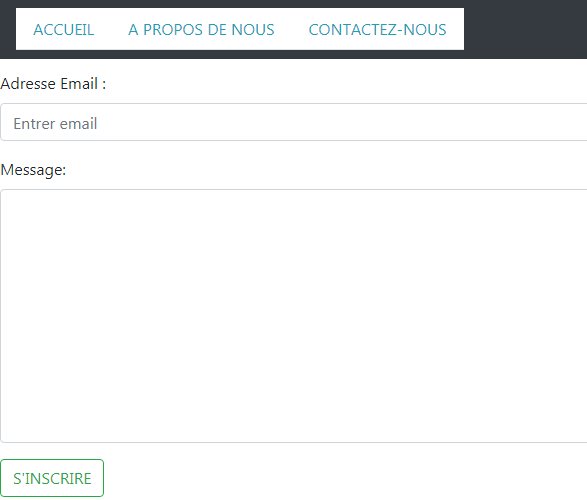 ACCUEIL A PROPOS DE NOUS CONTACTEZ-NOUS
Adresse Email :
Entrer email
Message:
S'INSCRIRE